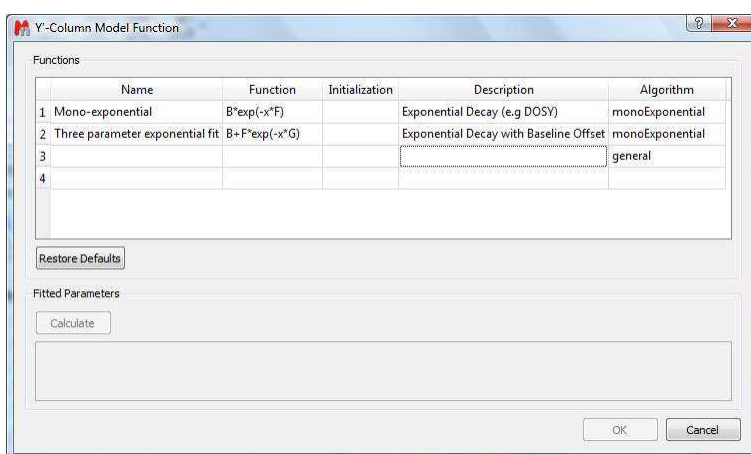 Y'-Column Model Function
Functions
Name Function Initialization Description Algorithm
1 Mono-exponential B*exp(-x*F) Exponential Decay (e.g DOSY) monoExponential
2 Three parameter exponential fit B+F*exp(-x*G) Exponential Decay with Baseline Offset monoExponential
3 general
4
Restore Defaults
Fitted Parameters
Calculate
OK Cancel